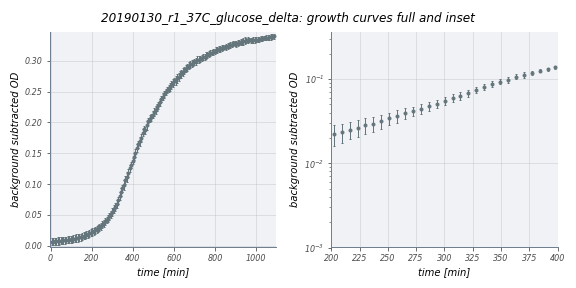 20190130_r1_37C_glucose_delta: growth curves full and inset
background subtracted OD
0.30
0.25
0.20
0.15
0.10
0.05
0.00
0 200 400 600 800 1000
time [min]
background subtracted OD
10⁻¹
10⁻²
10⁻³
200 225 250 275 300 325 350 375 400
time [min]